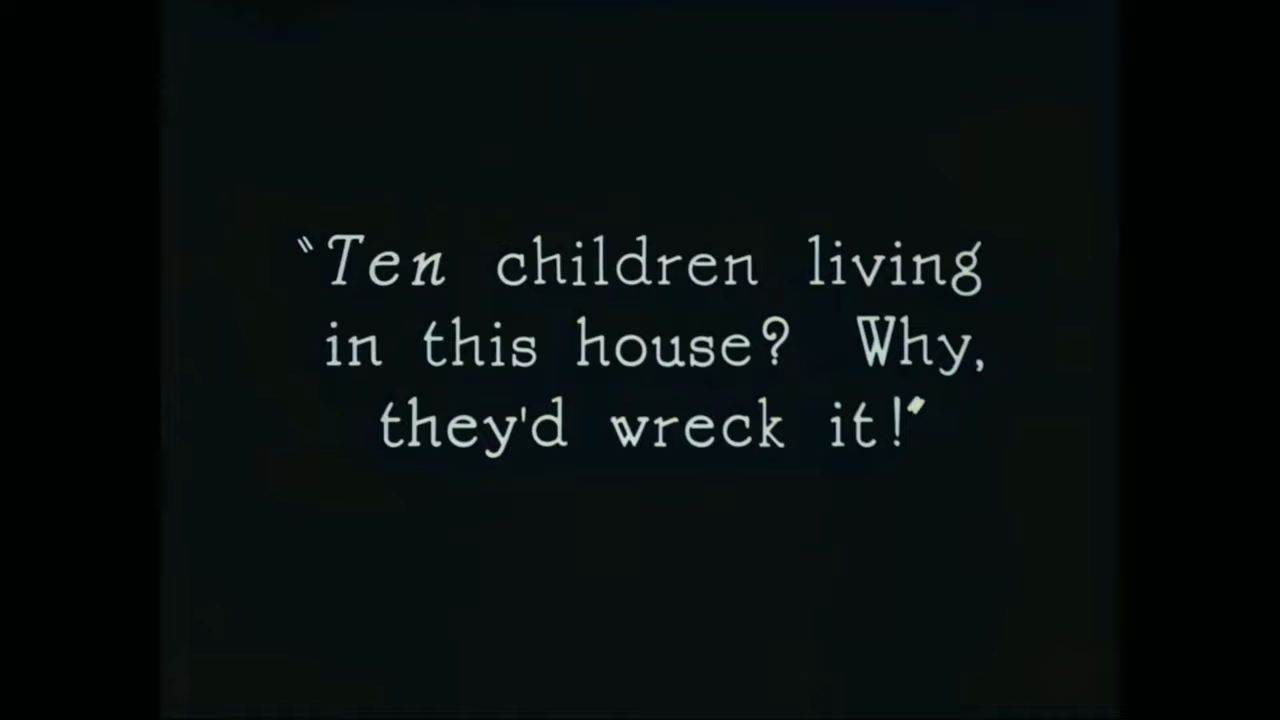 "Ten children living
in this house? Why,
they'd wreck it!"